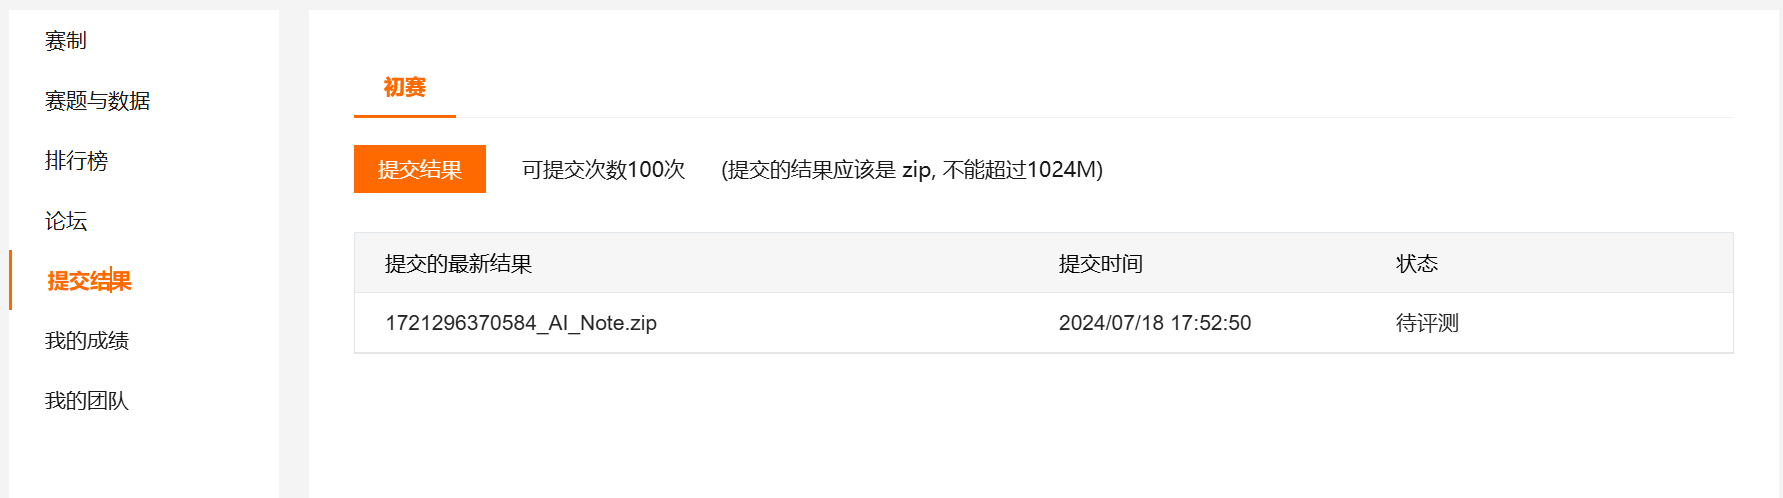 赛制
赛题与数据
排行榜
论坛
提交结果
我的成绩
我的团队
初赛
提交结果 可提交次数100次 (提交的结果应该是 zip, 不能超过1024M)
提交的最新结果 提交时间 状态
1721296370584_AI_Note.zip 2024/07/18 17:52:50 待评测